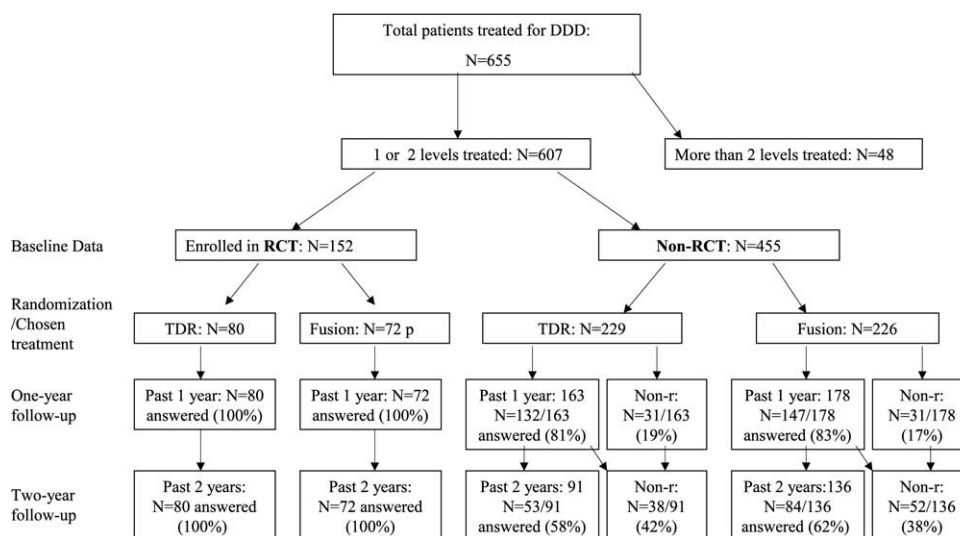 Total patients treated for DDD:
N=655
1 or 2 levels treated: N=607
More than 2 levels treated: N=48
Baseline Data
Enrolled in RCT: N=152
Non-RCT: N=455
Randomization
/Chosen
treatment
TDR: N=80
Fusion: N=72 p
TDR: N=229
Fusion: N=226
One-year
follow-up
Past 1 year: N=80
answered (100%)
Past 1 year: N=72
answered (100%)
Past 1 year: 163
N=132/163
answered (81%)
Non-r:
N=31/163
(19%)
Past 1 year: 178
N=147/178
answered (83%)
Non-r:
N=31/178
(17%)
Two-year
follow-up
Past 2 years:
N=80 answered
(100%)
Past 2 years:
N=72 answered
(100%)
Past 2 years: 91
N=53/91
answered (58%)
Non-r:
N=38/91
(42%)
Past 2 years:136
N=84/136
answered (62%)
Non-r:
N=52/136
(38%)